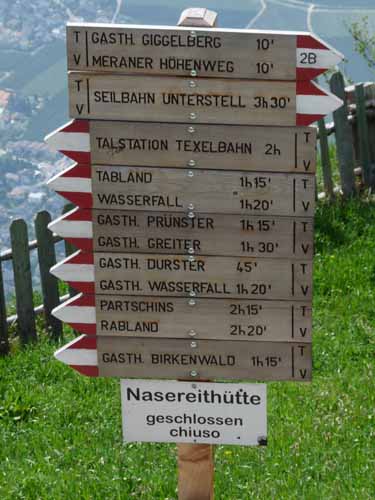 T GASTH. GIGGELBERG 10'
V MERANER HÖHENWEG 10' 2B
T
V SEILBAHN UNTERSTELL 3h30'
TALSTATION TEXELBAHN 2h T
V
TABLAND 1h15' T
WASSERFALL 1h20' V
GASTH. PRÜNSTER 1h15' T
GASTH. GREITER 1h30' V
GASTH. DURSTER 45' T
GASTH. WASSERFALL 1h20' V
PARTSCHINS 2h15' T
RABLAND 2h20' V
GASTH. BIRKENWALD 1h15' T
V
Nasereithütte
geschlossen
chiuso